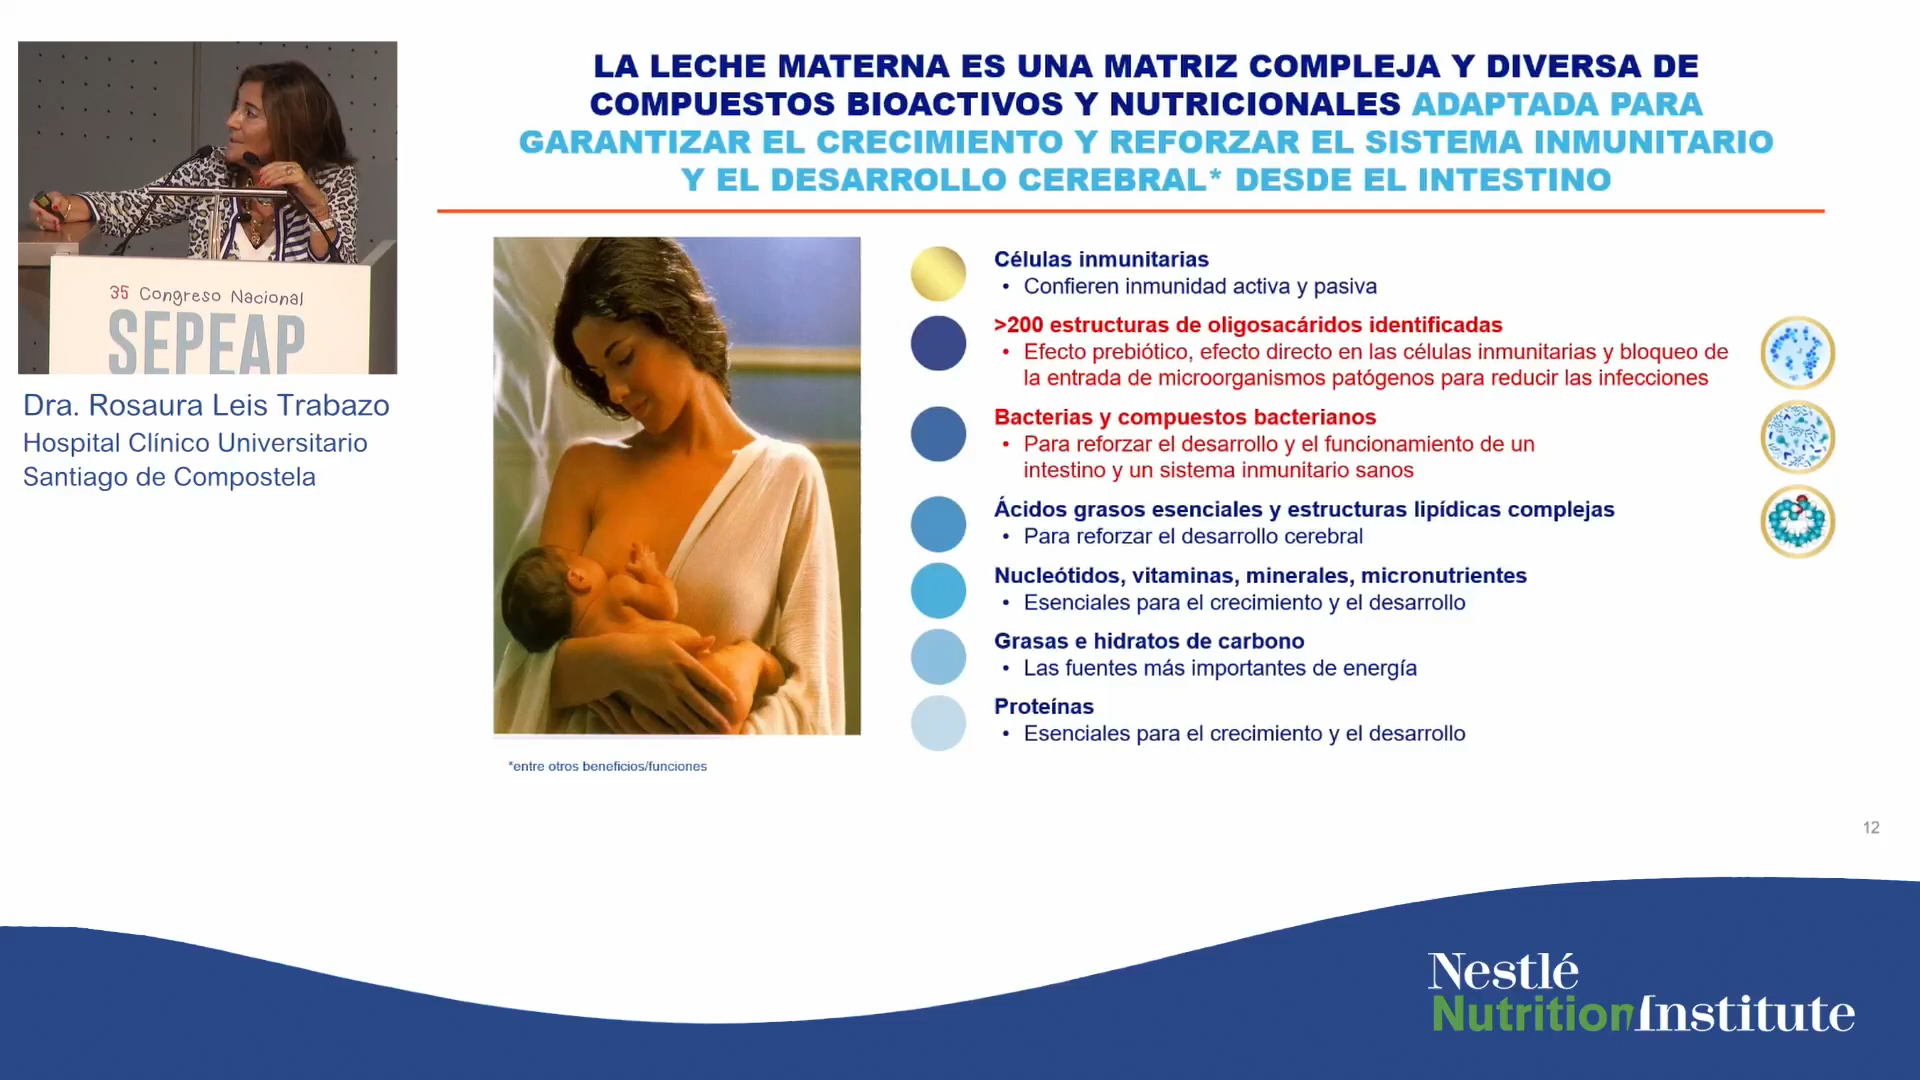 35 Congreso Nacional
SEPEAP
Dra. Rosaura Leis Trabazo
Hospital Clínico Universitario
Santiago de Compostela
LA LECHE MATERNA ES UNA MATRIZ COMPLEJA Y DIVERSA DE
COMPUESTOS BIOACTIVOS Y NUTRICIONALES ADAPTADA PARA
GARANTIZAR EL CRECIMIENTO Y REFORZAR EL SISTEMA INMUNITARIO
Y EL DESARROLLO CEREBRAL* DESDE EL INTESTINO
Células inmunitarias
• Confieren inmunidad activa y pasiva
>200 estructuras de oligosacáridos identificadas
• Efecto prebiótico, efecto directo en las células inmunitarias y bloqueo de
la entrada de microorganismos patógenos para reducir las infecciones
Bacterias y compuestos bacterianos
• Para reforzar el desarrollo y el funcionamiento de un
intestino y un sistema inmunitario sanos
Ácidos grasos esenciales y estructuras lipídicas complejas
• Para reforzar el desarrollo cerebral
Nucleótidos, vitaminas, minerales, micronutrientes
• Esenciales para el crecimiento y el desarrollo
Grasas e hidratos de carbono
• Las fuentes más importantes de energía
Proteínas
• Esenciales para el crecimiento y el desarrollo
*entre otros beneficios/funciones
12
Nestlé
NutritionInstitute